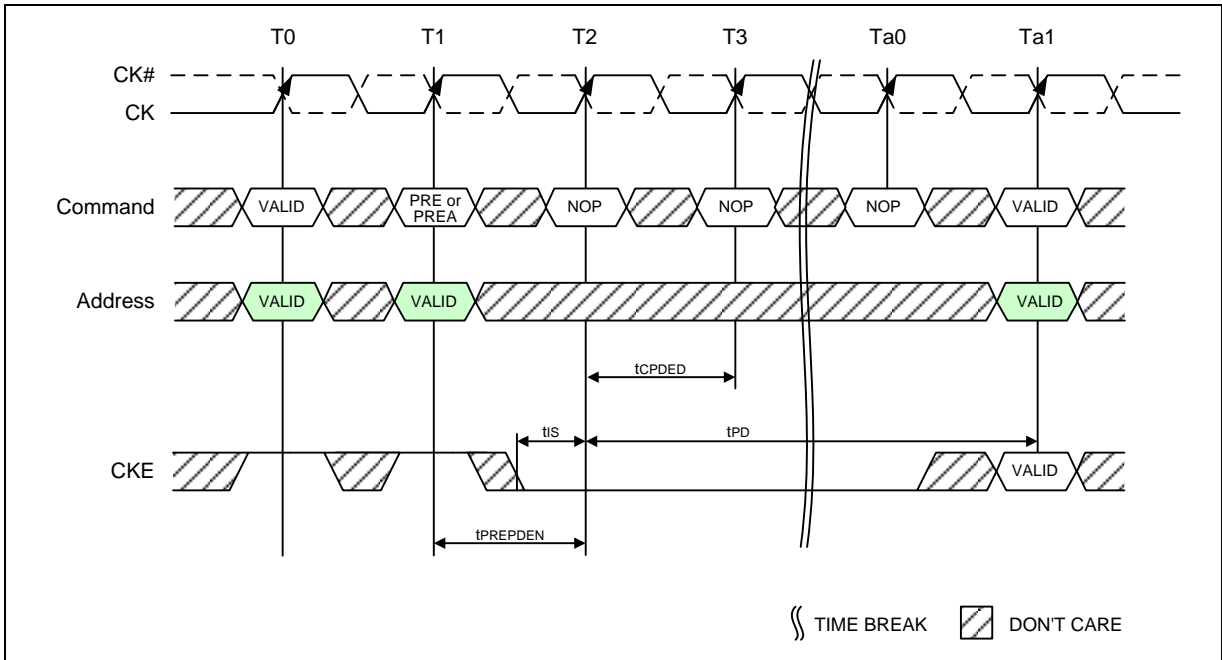 T0 T1 T2 T3 Ta0 Ta1
CK#
CK
Command VALID PRE or PREA NOP NOP NOP VALID
Address VALID VALID VALID
tCPDED
tIS tPD
CKE VALID
tPREPDEN
TIME BREAK DON'T CARE